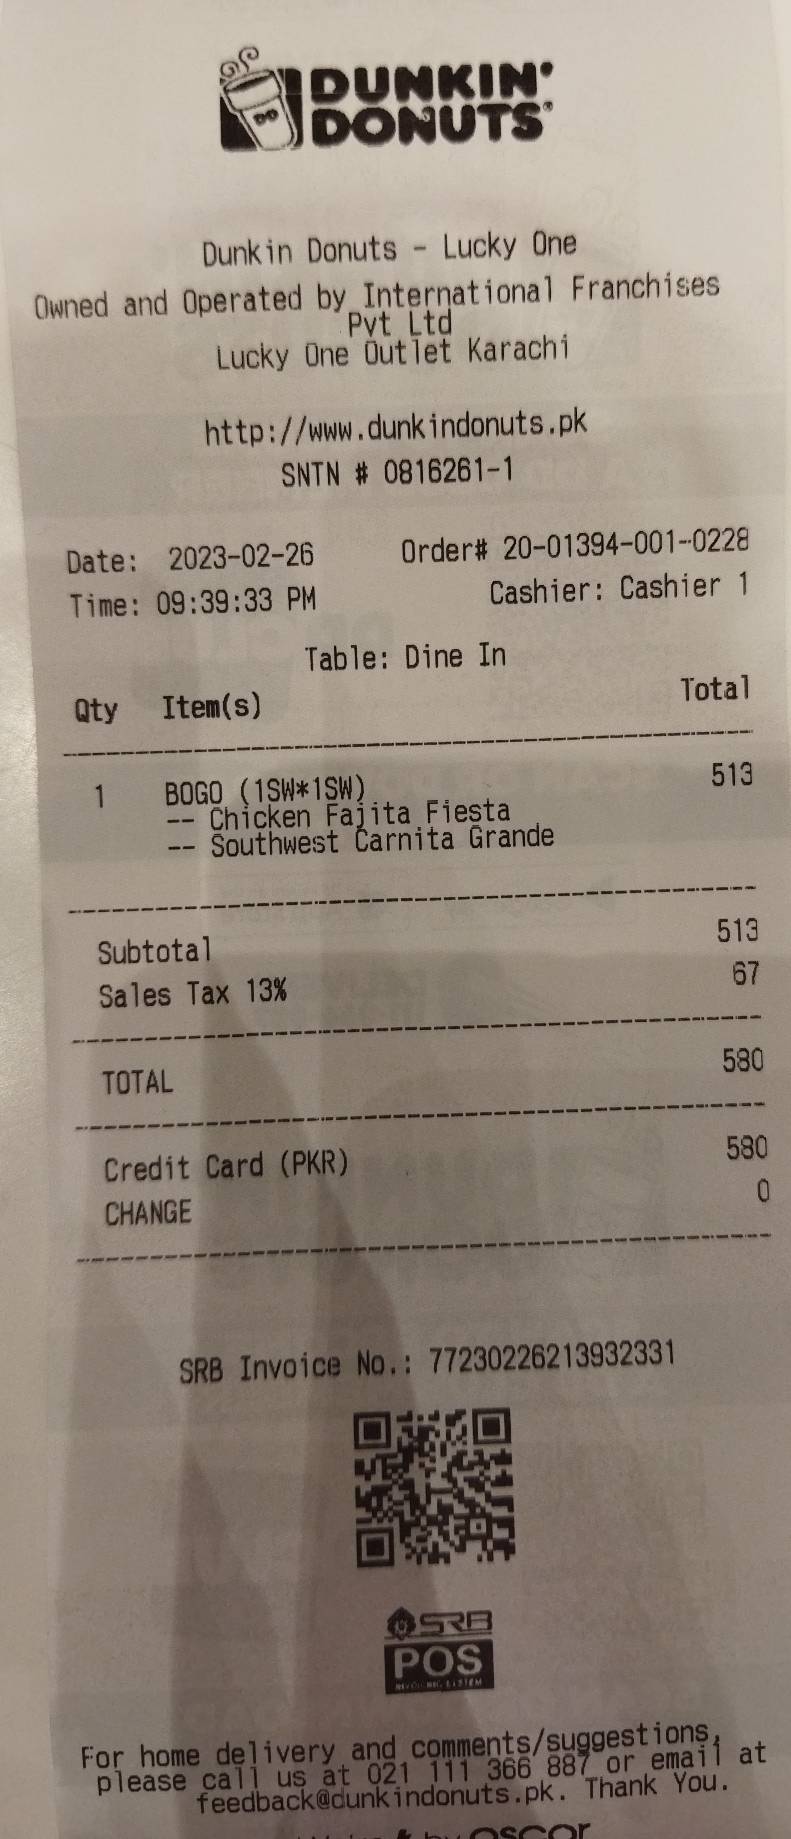 DUNKIN'
DONUTS®
Dunkin Donuts - Lucky One
Owned and Operated by International Franchises
Pvt Ltd
Lucky One Outlet Karachi
http://www.dunkindonuts.pk
SNTN # 0816261-1
Date: 2023-02-26 Order# 20-01394-001-0228
Time: 09:39:33 PM Cashier: Cashier 1
Table: Dine In
Qty Item(s) Total
1 BOGO (1SW*1SW) 513
-- Chicken Fajita Fiesta
-- Southwest Carnita Grande
Subtotal 513
Sales Tax 13% 67
TOTAL 580
Credit Card (PKR) 580
CHANGE 0
SRB Invoice No.: 77230226213932331
SRB
POS
For home delivery and comments/suggestions,
please call us at 021 111 366 887 or email at
feedback@dunkindonuts.pk. Thank You.
by oscar